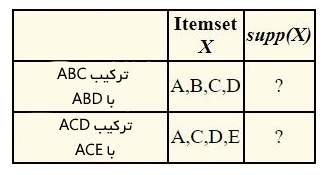 Itemset X
supp(X)
ترکیب ABC
با ABD
A,B,C,D
?
ترکیب ACD
با ACE
A,C,D,E
?